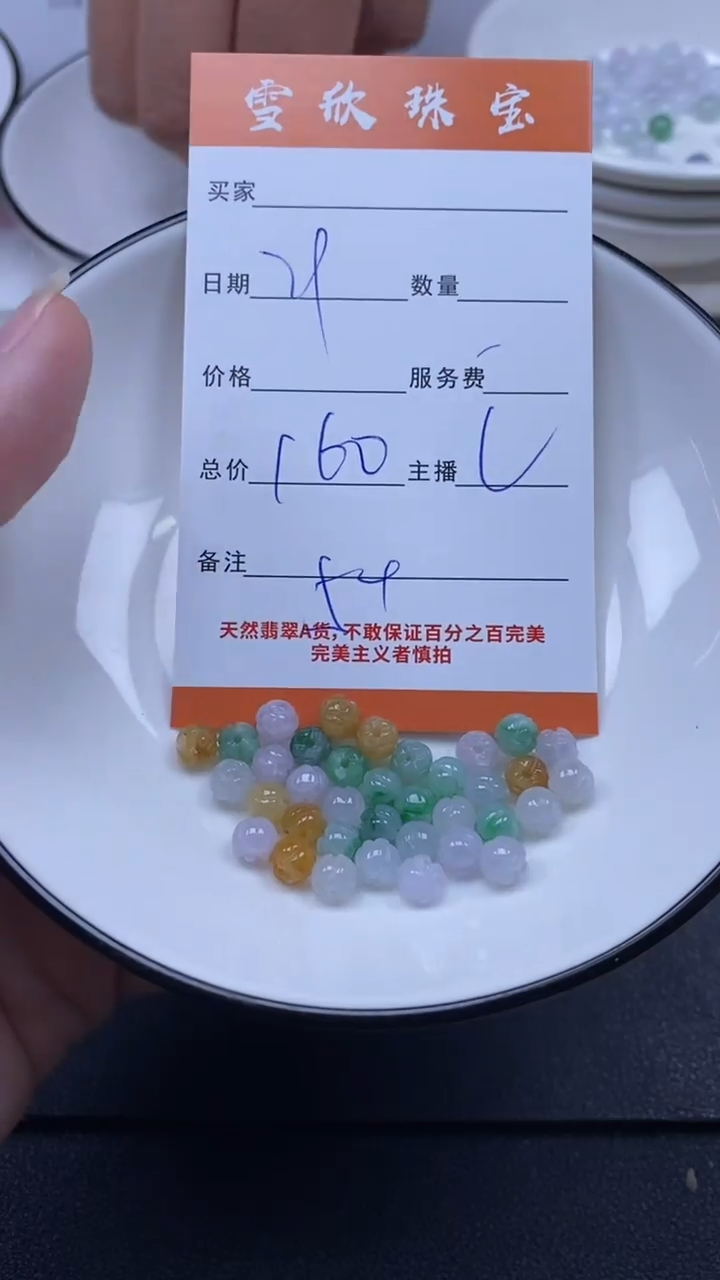 雪欣珠宝
买家
日期 数量
价格 服务费
总价 160 主播
备注
天然翡翠A货，不敢保证百分之百完美
完美主义者慎拍